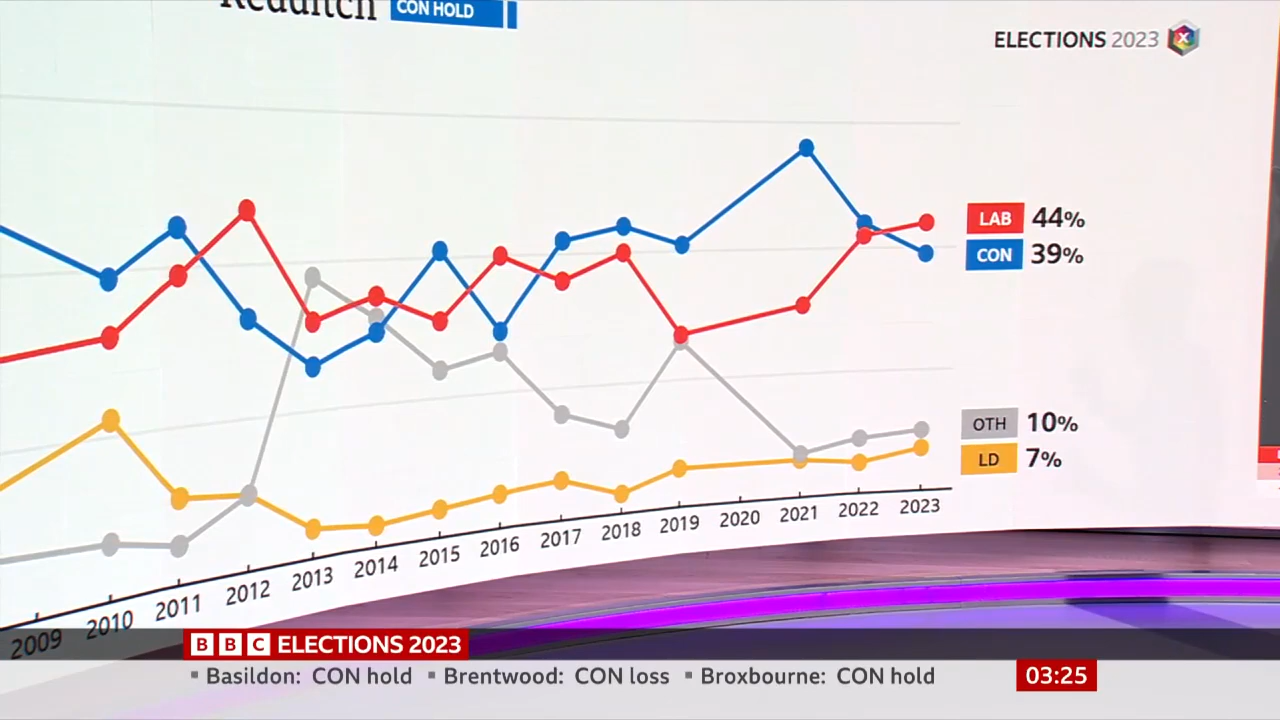 Redditch CON HOLD
ELECTIONS 2023
LAB 44%
CON 39%
OTH 10%
LD 7%
2009 2010 2011 2012 2013 2014 2015 2016 2017 2018 2019 2020 2021 2022 2023
BBC ELECTIONS 2023
Basildon: CON hold Brentwood: CON loss Broxbourne: CON hold
03:25